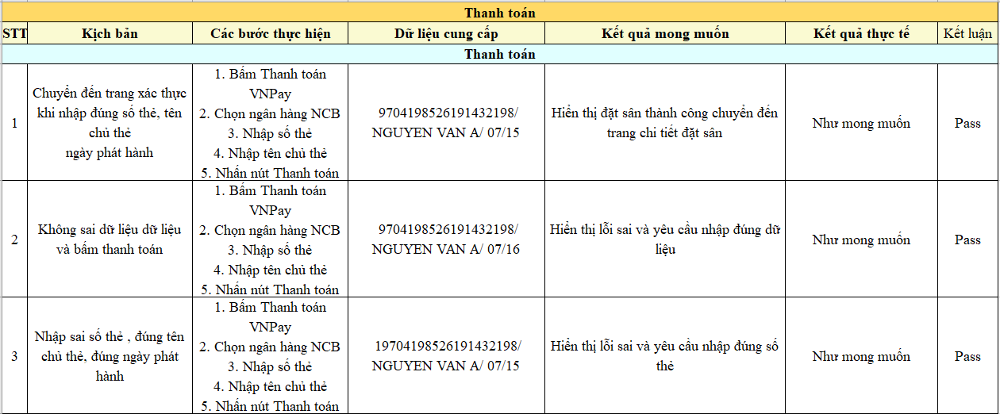 Thanh toán
STT Kịch bản Các bước thực hiện Dữ liệu cung cấp Kết quả mong muốn Kết quả thực tế Kết luận
Thanh toán
1
Chuyển đến trang xác thực
khi nhập đúng số thẻ, tên
chủ thẻ
ngày phát hành
1. Bấm Thanh toán
VNPay
2. Chọn ngân hàng NCB
3. Nhập số thẻ
4. Nhập tên chủ thẻ
5. Nhấn nút Thanh toán
9704198526191432198/
NGUYEN VAN A/ 07/15
Hiển thị đặt sân thành công chuyển đến
trang chi tiết đặt sân
Như mong muốn
Pass
2
Không sai dữ liệu dữ liệu
và bấm thanh toán
1. Bấm Thanh toán
VNPay
2. Chọn ngân hàng NCB
3. Nhập số thẻ
4. Nhập tên chủ thẻ
5. Nhấn nút Thanh toán
9704198526191432198/
NGUYEN VAN A/ 07/16
Hiển thị lỗi sai và yêu cầu nhập đúng dữ
liệu
Như mong muốn
Pass
3
Nhập sai số thẻ , đúng tên
chủ thẻ, đúng ngày phát
hành
1. Bấm Thanh toán
VNPay
2. Chọn ngân hàng NCB
3. Nhập số thẻ
4. Nhập tên chủ thẻ
5. Nhấn nút Thanh toán
19704198526191432198/
NGUYEN VAN A/ 07/15
Hiển thị lỗi sai và yêu cầu nhập đúng số
thẻ
Như mong muốn
Pass